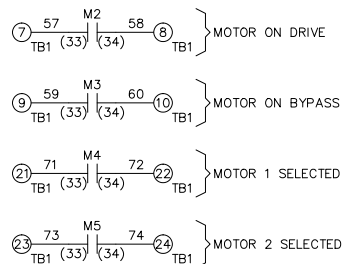 M2
7 57 58 8 MOTOR ON DRIVE
TB1 (33) (34) TB1
M3
9 59 60 10 MOTOR ON BYPASS
TB1 (33) (34) TB1
M4
21 71 72 22 MOTOR 1 SELECTED
TB1 (33) (34) TB1
M5
23 73 74 24 MOTOR 2 SELECTED
TB1 (33) (34) TB1